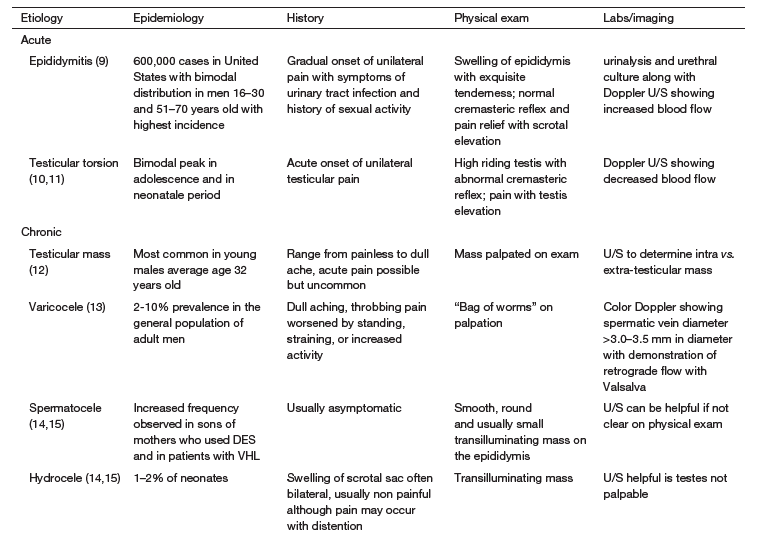 Etiology Epidemiology History Physical exam Labs/imaging
Acute
Epididymitis (9) 600,000 cases in United Gradual onset of unilateral Swelling of epididymis urinalysis and urethral
States with bimodal pain with symptoms of with exquisite culture along with
distribution in men 16–30 urinary tract infection and tenderness; normal Doppler U/S showing
and 51–70 years old with history of sexual activity cremasteric reflex and increased blood flow
highest incidence pain relief with scrotal
elevation
Testicular torsion Bimodal peak in Acute onset of unilateral High riding testis with Doppler U/S showing
(10,11) adolescence and in testicular pain abnormal cremasteric decreased blood flow
neonatale period reflex; pain with testis
elevation
Chronic
Testicular mass Most common in young Range from painless to dull Mass palpated on exam U/S to determine intra vs.
(12) males average age 32 ache, acute pain possible extra-testicular mass
years old but uncommon
Varicocele (13) 2-10% prevalence in the Dull aching, throbbing pain “Bag of worms” on Color Doppler showing
general population of worsened by standing, palpation spermatic vein diameter
adult men straining, or increased >3.0–3.5 mm in diameter
activity with demonstration of
retrograde flow with
Valsalva
Spermatocele Increased frequency Usually asymptomatic Smooth, round U/S can be helpful if not
(14,15) observed in sons of and usually small clear on physical exam
mothers who used DES transilluminating mass on
and in patients with VHL the epididymis
Hydrocele (14,15) 1–2% of neonates Swelling of scrotal sac often Transilluminating mass U/S helpful is testes not
bilateral, usually non painful palpable
although pain may occur
with distention